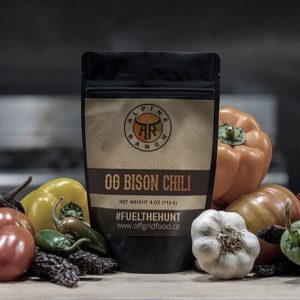 ALPINE
AR
RANCH
OG BISON CHILI
NET WEIGHT 4 OZ (112 G)
#FUELTHEHUNT
www.offgridfood.co